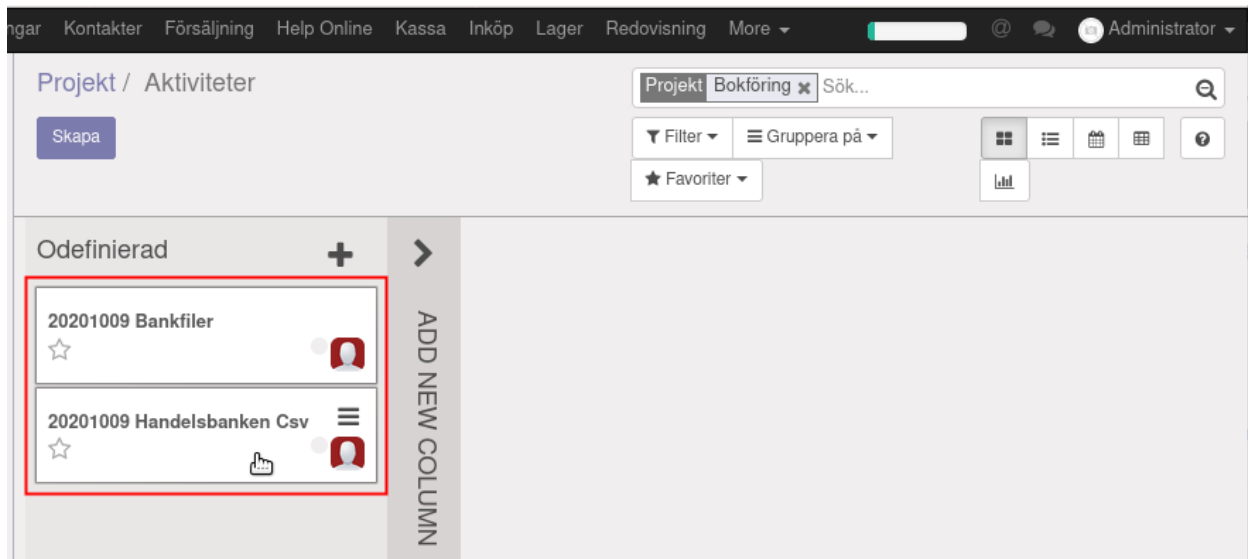 ngar Kontakter Försäljning Help Online Kassa Inköp Lager Redovisning More @ Administrator
Projekt / Aktiviteter
Projekt Bokföring × Sök...
Skapa
Filter Gruppera på
Favoriter
Odefinierad
20201009 Bankfiler
20201009 Handelsbanken Csv
ADD NEW COLUMN